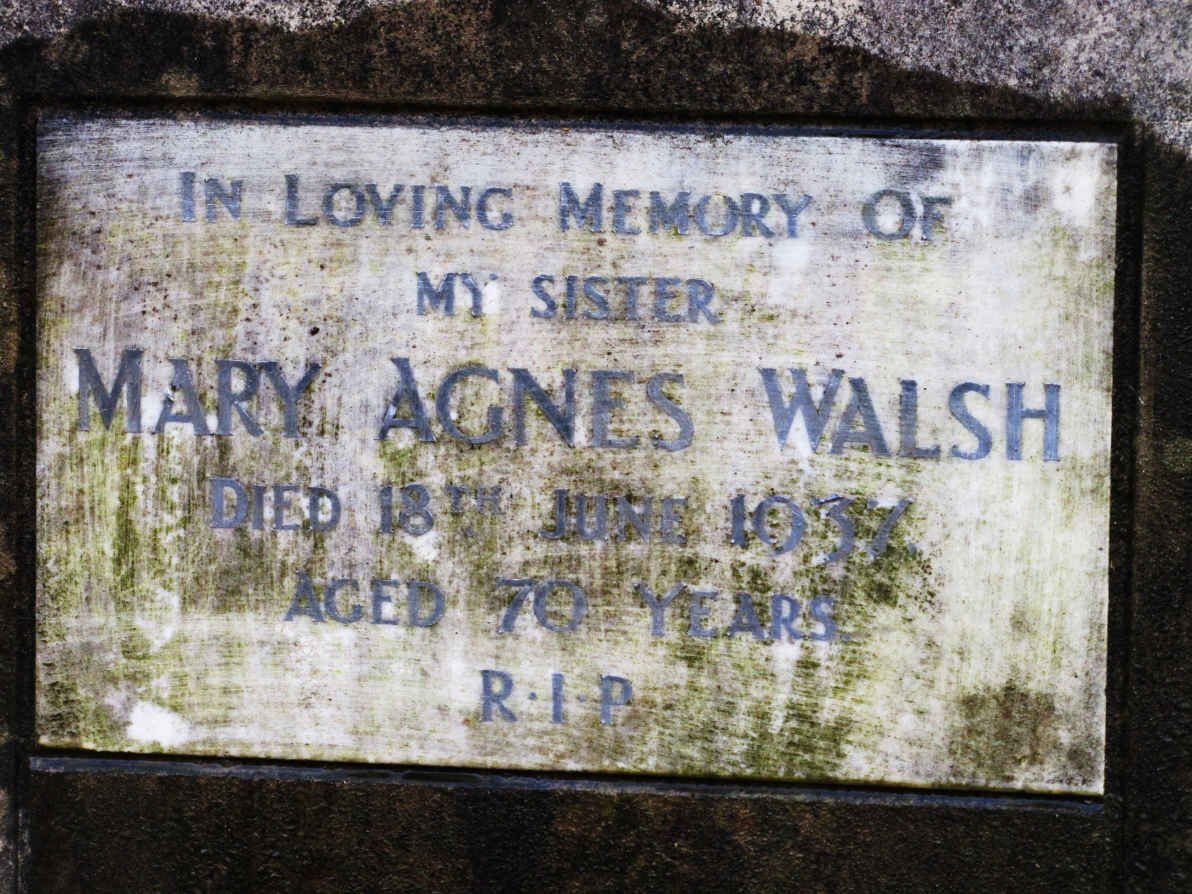 IN LOVING MEMORY OF
MY SISTER
MARY AGNES WALSH
DIED 18TH JUNE 1937.
AGED 70 YEARS.
R·I·P